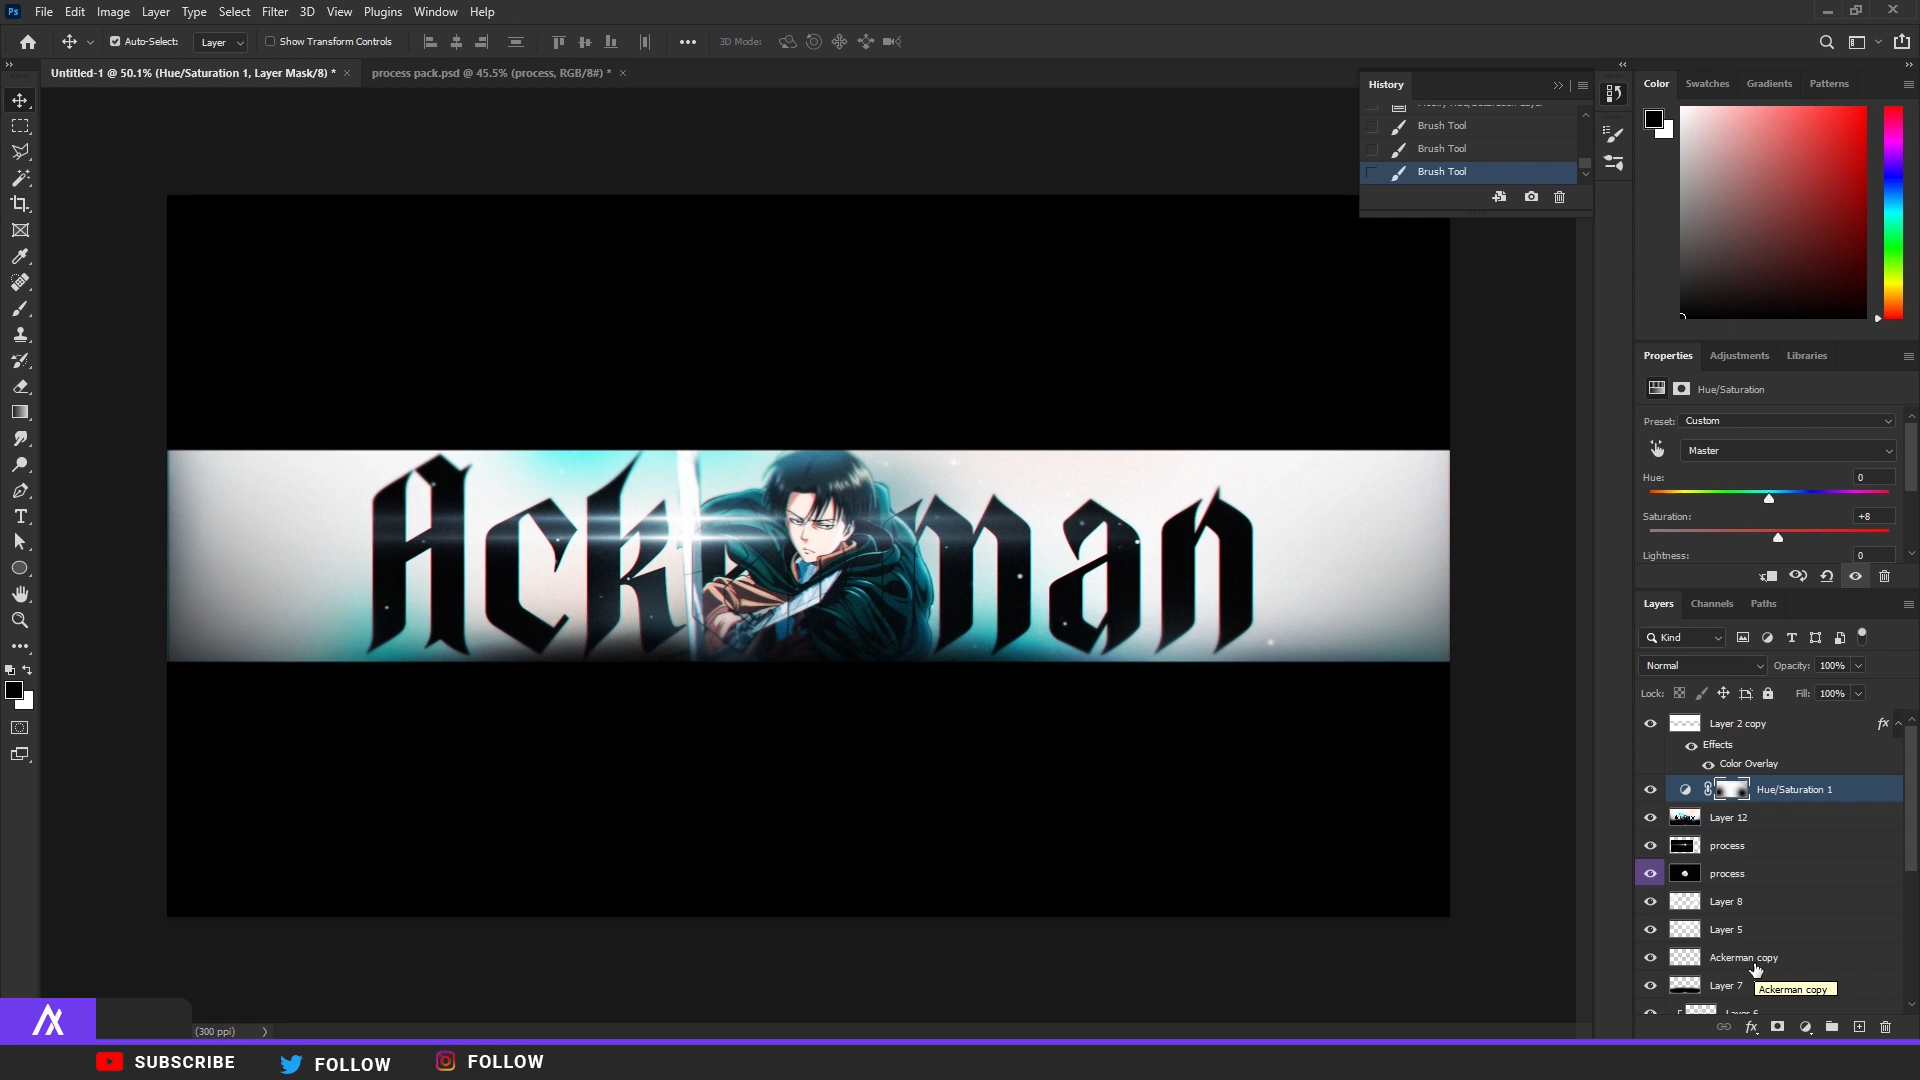 Ps File Edit Image Layer Type Select Filter 3D View Plugins Window Help
Auto-Select: Layer Show Transform Controls 3D Mode:
Untitled-1 @ 50.1% (Hue/Saturation 1, Layer Mask/8) * × process pack.psd @ 45.5% (process, RGB/8#) * ×
History
Brush Tool
Brush Tool
Brush Tool
Color Swatches Gradients Patterns
Properties Adjustments Libraries
Hue/Saturation
Preset: Custom
Master
Hue: 0
Saturation: +8
Lightness: 0
Ackerman
Layers Channels Paths
Kind
Normal Opacity: 100%
Lock: Fill: 100%
Layer 2 copy fx
Effects
Color Overlay
Hue/Saturation 1
Layer 12
process
process
Layer 8
Layer 5
Ackerman copy
Layer 7
Ackerman copy
Layer 6
fx
(300 ppi)
SUBSCRIBE FOLLOW FOLLOW